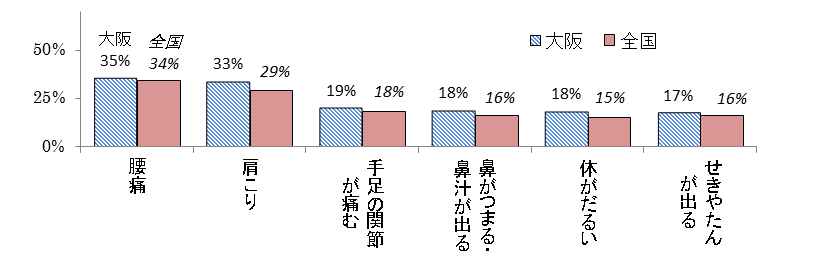 大阪 全国
35% 34% 33% 29% 19% 18% 18% 16% 18% 15% 17% 16%
大阪 全国
50%
25%
0%
腰痛
肩こり
手足の関節
が痛む
鼻がつまる・
鼻汁が出る
体がだるい
せきやたん
が出る